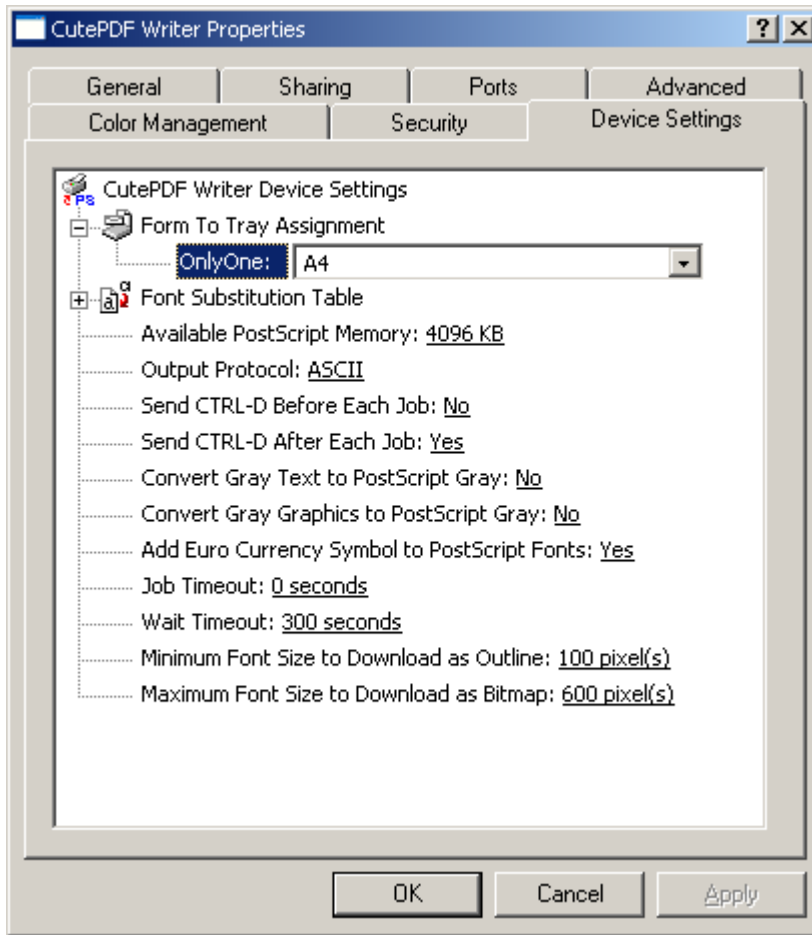 CutePDF Writer Properties
General Sharing Ports Advanced
Color Management Security Device Settings
CutePDF Writer Device Settings
Form To Tray Assignment
OnlyOne: A4
Font Substitution Table
Available PostScript Memory: 4096 KB
Output Protocol: ASCII
Send CTRL-D Before Each Job: No
Send CTRL-D After Each Job: Yes
Convert Gray Text to PostScript Gray: No
Convert Gray Graphics to PostScript Gray: No
Add Euro Currency Symbol to PostScript Fonts: Yes
Job Timeout: 0 seconds
Wait Timeout: 300 seconds
Minimum Font Size to Download as Outline: 100 pixel(s)
Maximum Font Size to Download as Bitmap: 600 pixel(s)
OK Cancel Apply